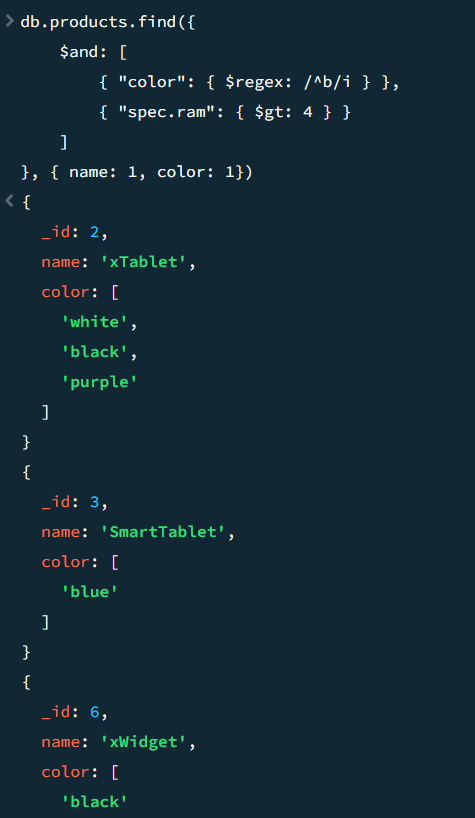 > db.products.find({
$and: [
{ "color": { $regex: /^b/i } },
{ "spec.ram": { $gt: 4 } }
]
}, { name: 1, color: 1})
< {
_id: 2,
name: 'xTablet',
color: [
'white',
'black',
'purple'
]
}
{
_id: 3,
name: 'SmartTablet',
color: [
'blue'
]
}
{
_id: 6,
name: 'xWidget',
color: [
'black'